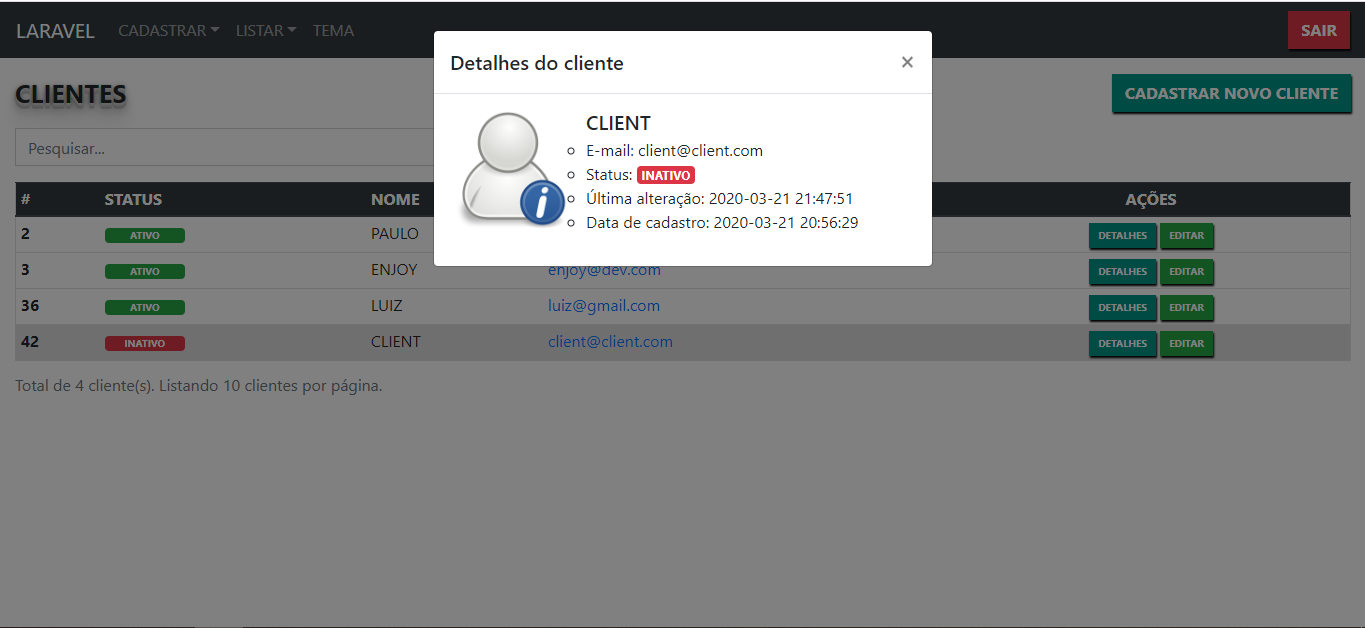 LARAVEL CADASTRAR LISTAR TEMA SAIR
CLIENTES
CADASTRAR NOVO CLIENTE
Pesquisar...
Detalhes do cliente ×
CLIENT
E-mail: client@client.com
Status: INATIVO
Última alteração: 2020-03-21 21:47:51
Data de cadastro: 2020-03-21 20:56:29
# STATUS NOME AÇÕES
2 ATIVO PAULO DETALHES EDITAR
3 ATIVO ENJOY enjoy@dev.com DETALHES EDITAR
36 ATIVO LUIZ luiz@gmail.com DETALHES EDITAR
42 INATIVO CLIENT client@client.com DETALHES EDITAR
Total de 4 cliente(s). Listando 10 clientes por página.